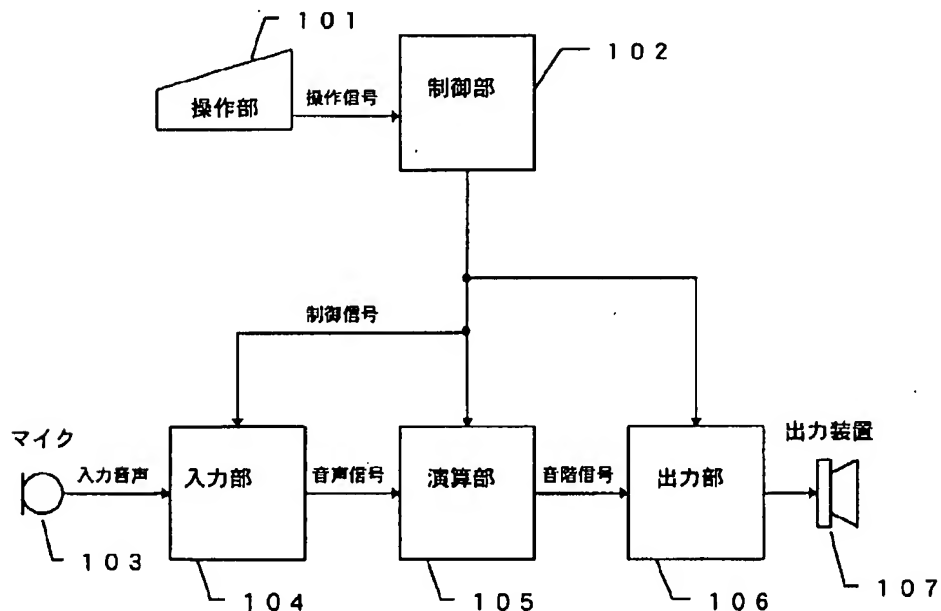 １０１
１０２
操作部
操作信号
制御部
制御信号
マイク
入力音声
入力部
音声信号
演算部
音階信号
出力部
出力装置
１０３
１０４
１０５
１０６
１０７